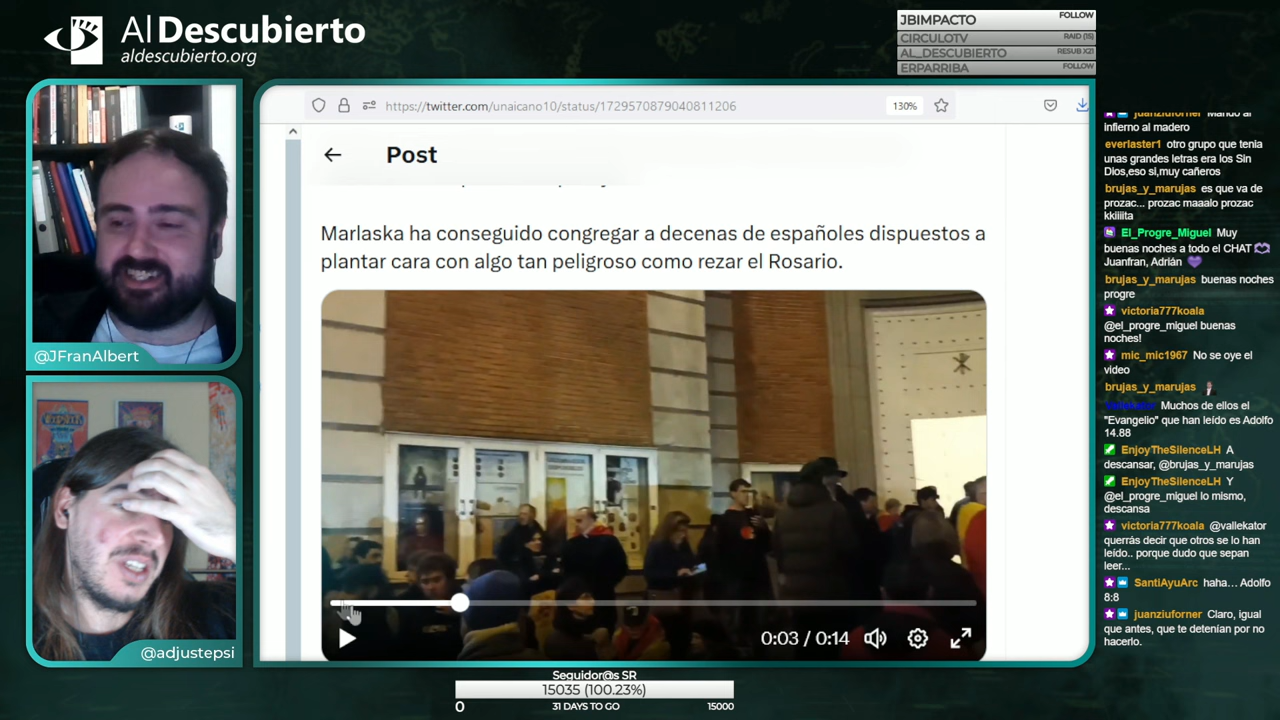 Al Descubierto
aldescubierto.org
JBIMPACTO FOLLOW
CIRCULOTV RAID (15)
AL_DESCUBIERTO RESUB X21
ERPARRIBA FOLLOW
https://twitter.com/unaicano10/status/1729570879040811206
130%
Post
Marlaska ha conseguido congregar a decenas de españoles dispuestos a
plantar cara con algo tan peligroso como rezar el Rosario.
0:03 / 0:14
@JFranAlbert
@adjustepsi
juanziuforner Mando al
infierno al madero
everlaster1 otro grupo que tenia
unas grandes letras era los Sin
Dios,eso si,muy cañeros
brujas_y_marujas es que va de
prozac... prozac maaalo prozac
kkiiiita
El_Progre_Miguel Muy
buenas noches a todo el CHAT
Juanfran, Adrián
brujas_y_marujas buenas noches
progre
victoria777koala
@el_progre_miguel buenas
noches!
mic_mic1967 No se oye el
video
brujas_y_marujas
Muchos de ellos el
"Evangelio" que han leído es Adolfo
14.88
EnjoyTheSilenceLH A
descansar, @brujas_y_marujas
EnjoyTheSilenceLH Y
@el_progre_miguel lo mismo,
descansa
victoria777koala @vallekator
querrás decir que otros se lo han
leído.. porque dudo que sepan
leer...
SantiAyuArc haha... Adolfo
8:8
juanziuforner Claro, igual
que antes, que te detenían por no
hacerlo.
Seguidor@s SR
15035 (100.23%)
0 31 DAYS TO GO 15000